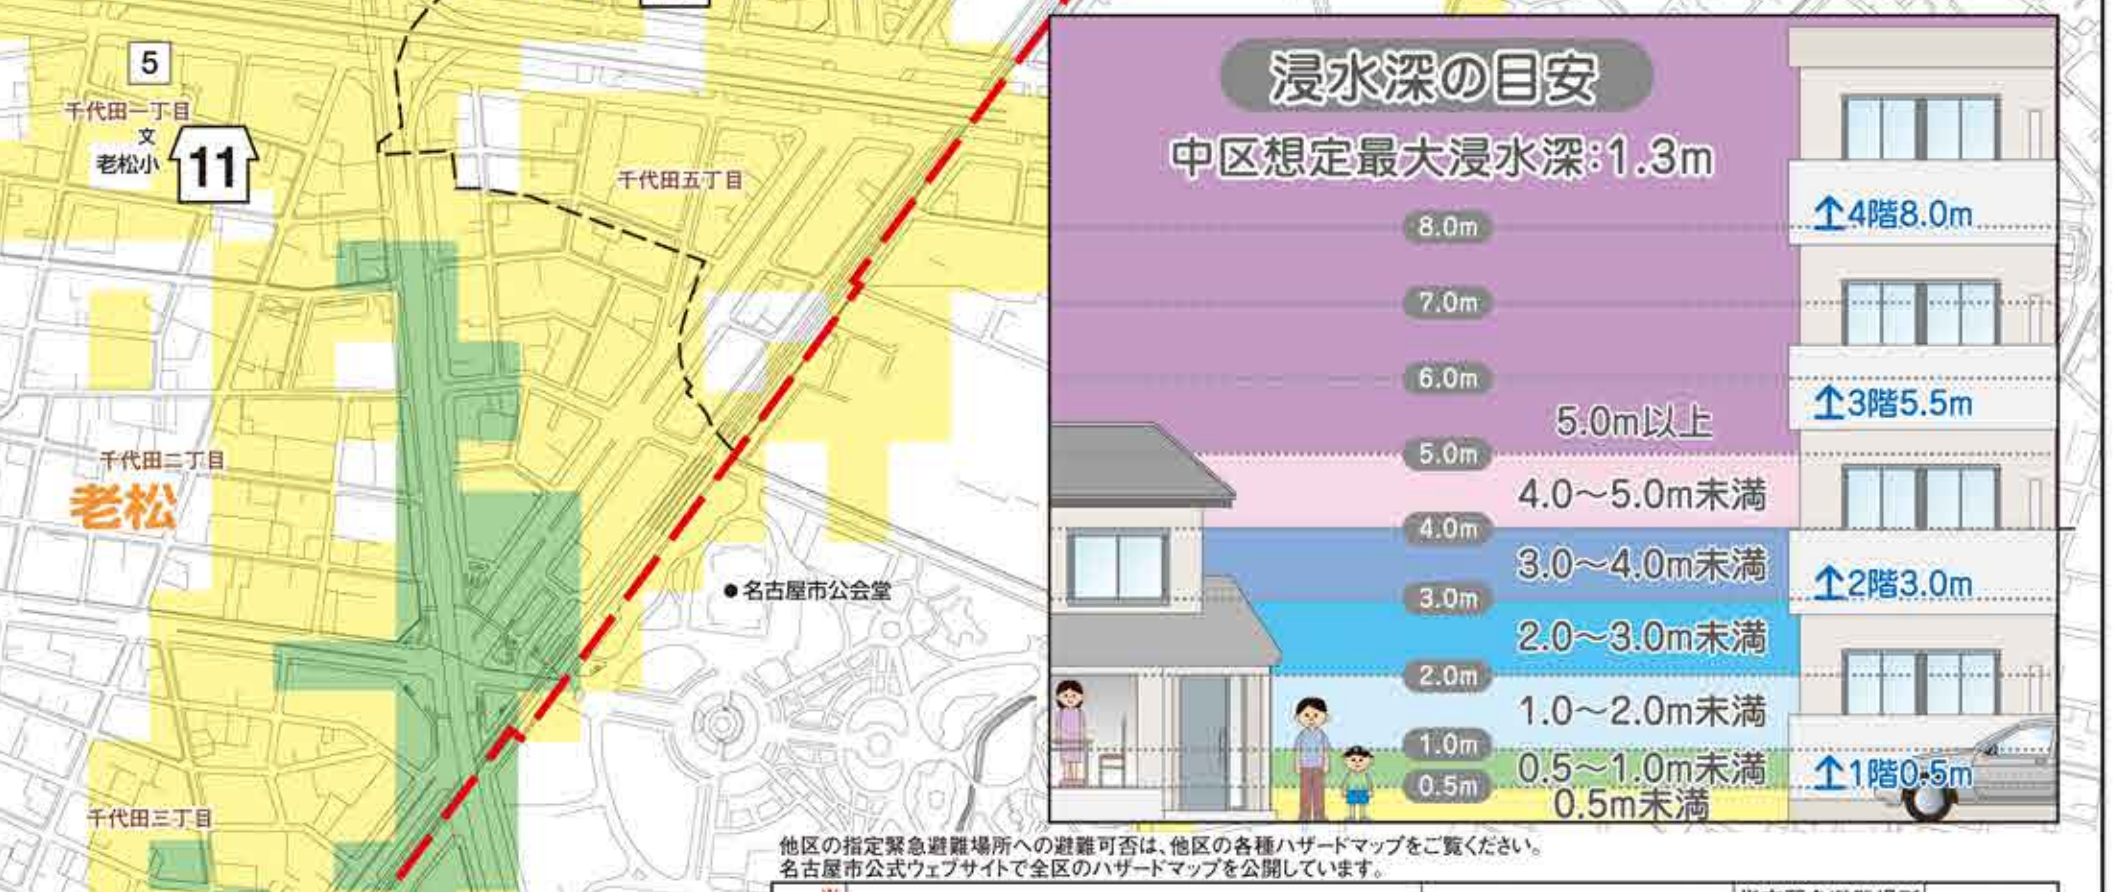 5
千代田一丁目
文
老松小
11
千代田五丁目
千代田二丁目
老松
●名古屋市公会堂
千代田三丁目
浸水深の目安
中区想定最大浸水深:1.3m
8.0m
↑4階8.0m
7.0m
6.0m
↑3階5.5m
5.0m以上
5.0m
4.0~5.0m未満
4.0m
3.0~4.0m未満
↑2階3.0m
3.0m
2.0~3.0m未満
2.0m
1.0~2.0m未満
1.0m
0.5~1.0m未満
↑1階0.5m
0.5m
0.5m未満
他区の指定緊急避難場所への避難可否は、他区の各種ハザードマップをご覧ください。
名古屋市公式ウェブサイトで全区のハザードマップを公開しています。